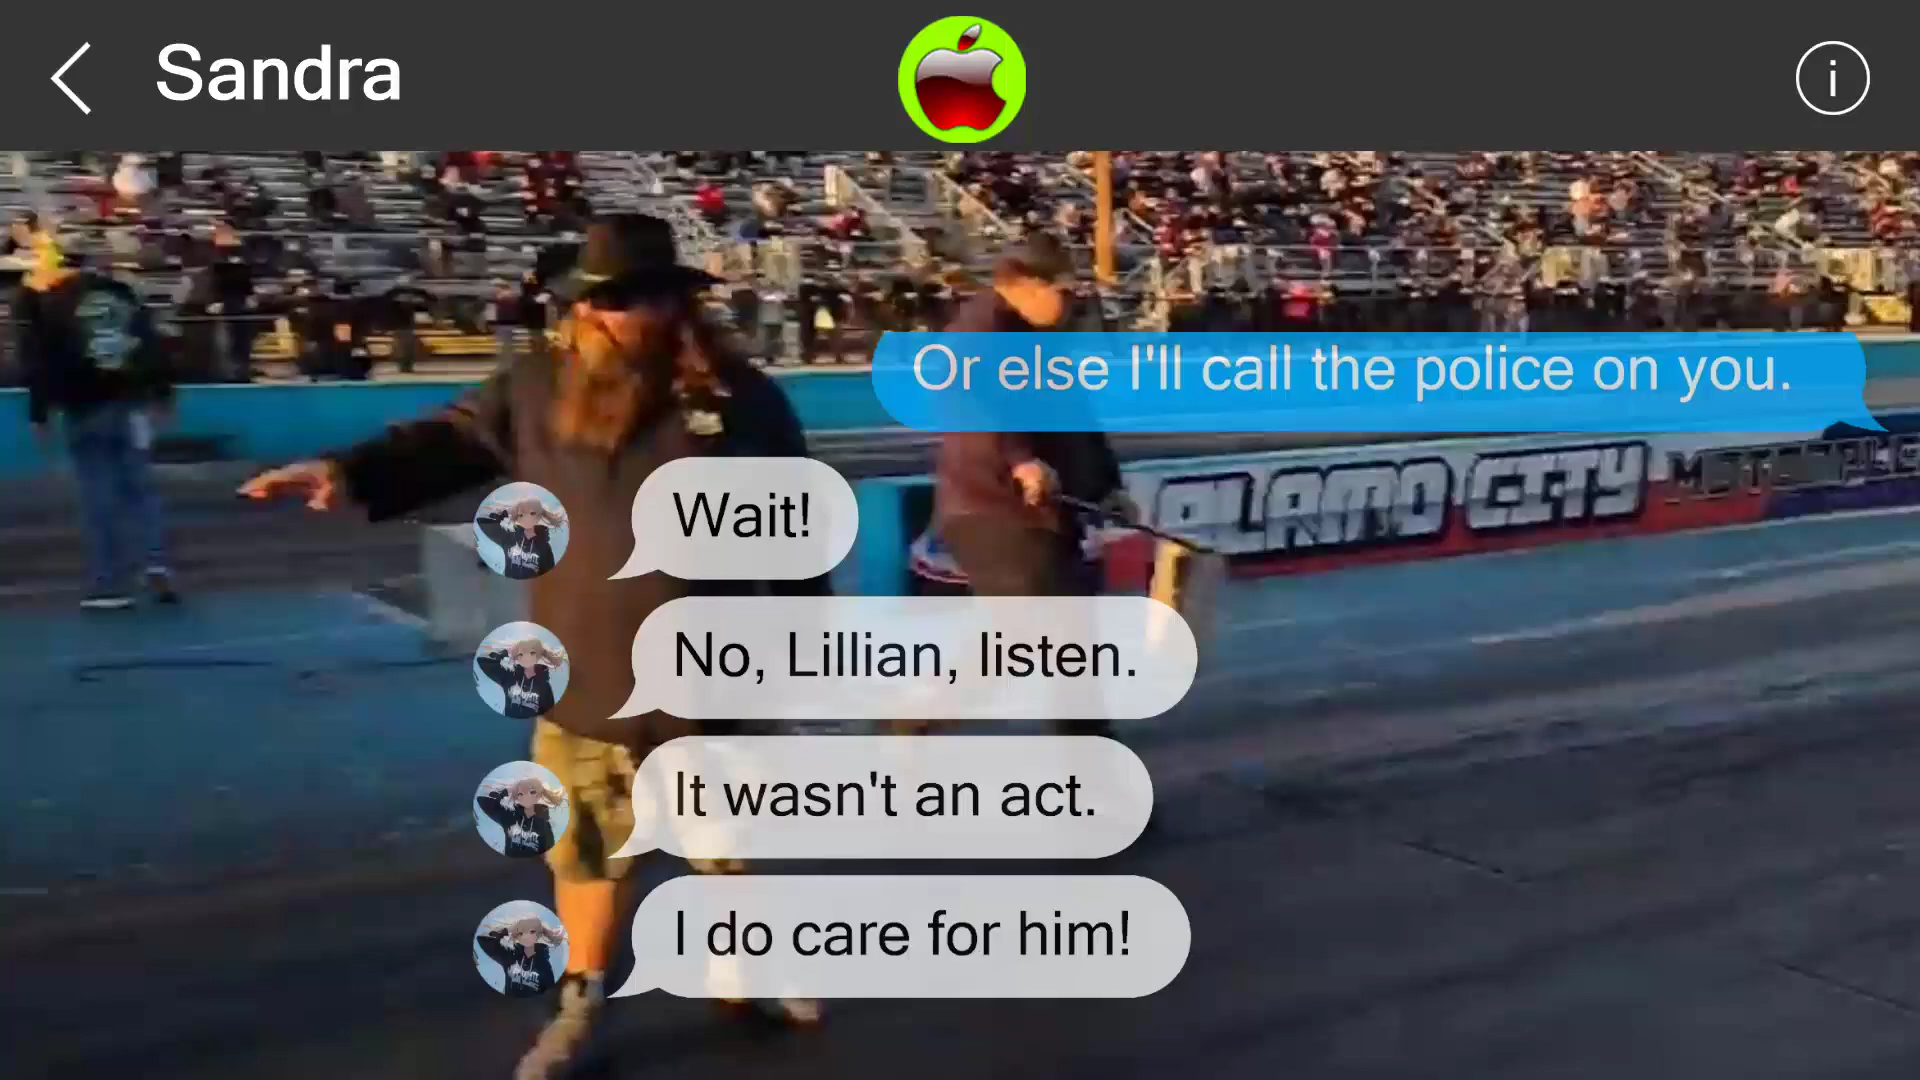 Sandra
Or else I'll call the police on you.
ALAMO CITY
Wait!
No, Lillian, listen.
It wasn't an act.
I do care for him!